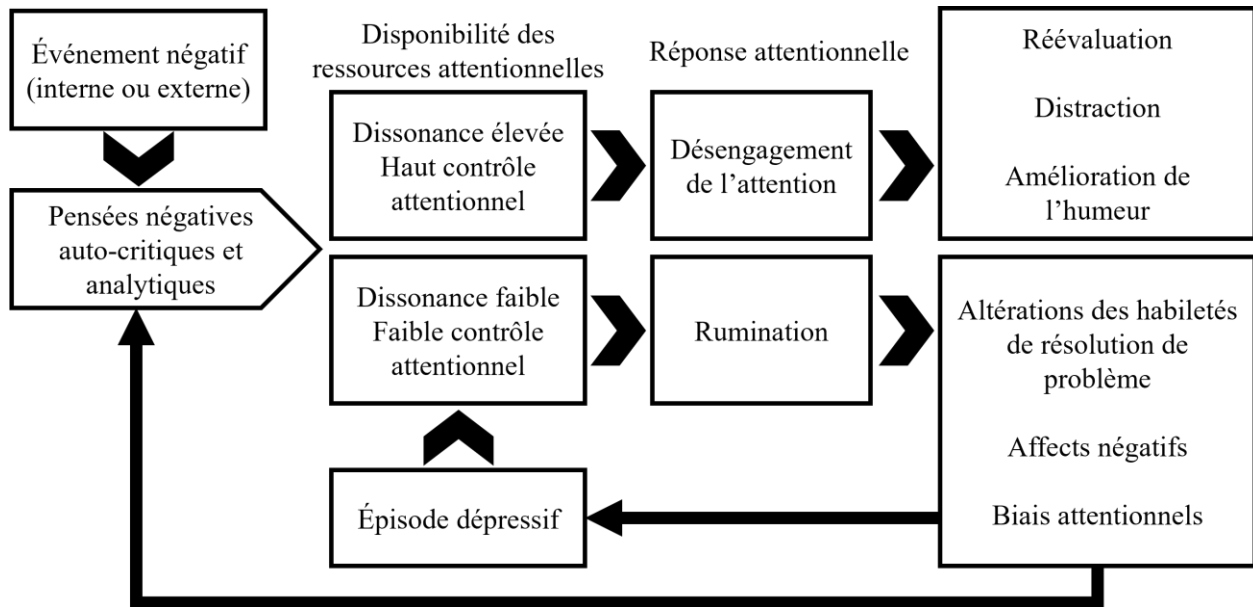 Événement négatif
(interne ou externe)
Pensées négatives
auto-critiques et
analytiques
Disponibilité des
ressources attentionnelles
Dissonance élevée
Haut contrôle
attentionnel
Dissonance faible
Faible contrôle
attentionnel
Épisode dépressif
Réponse attentionnelle
Désengagement
de l’attention
Rumination
Réévaluation
Distraction
Amélioration de
l’humeur
Altérations des habiletés
de résolution de
problème
Affects négatifs
Biais attentionnels